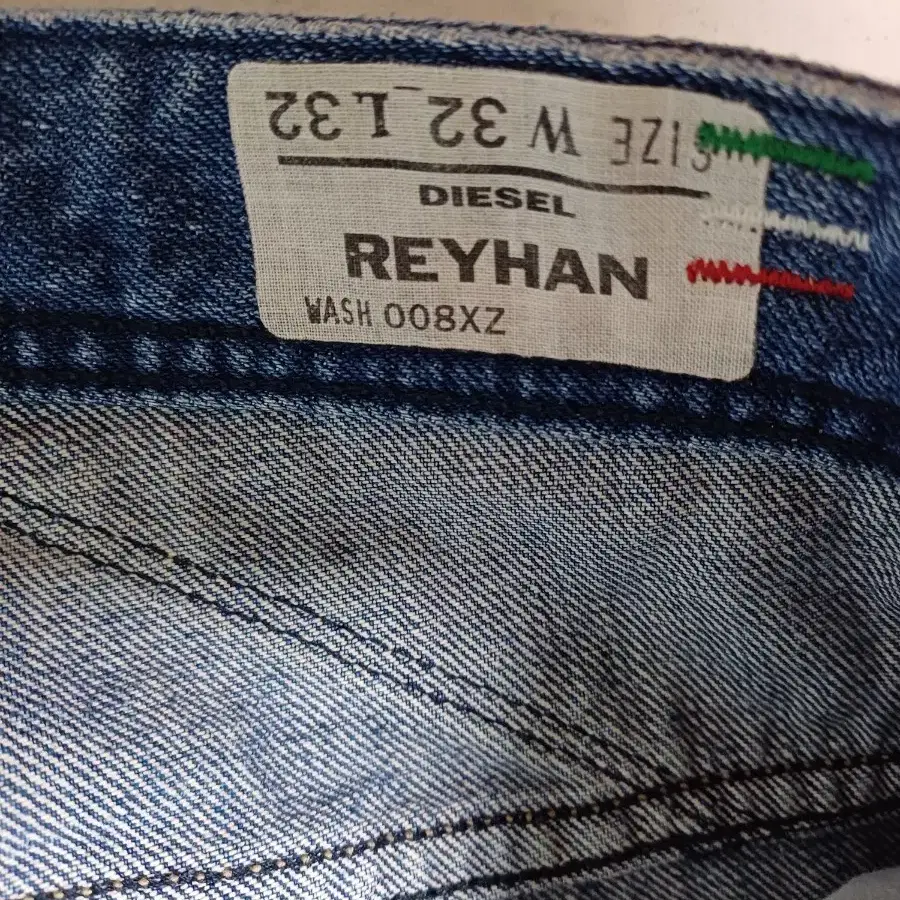 SIZE W 32 L 32
DIESEL
REYHAN
WASH 008XZ